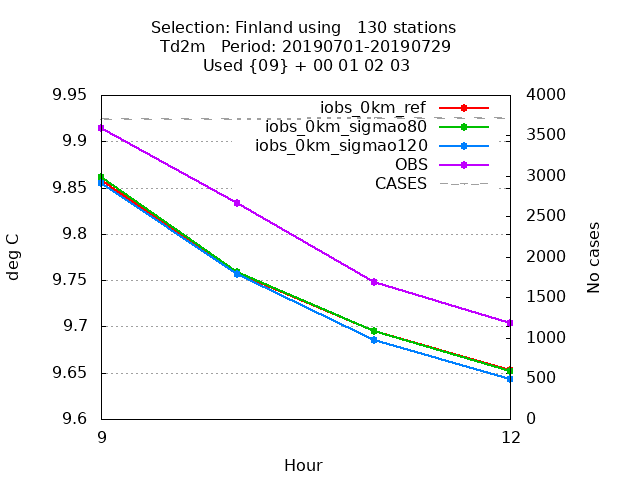 Selection: Finland using   130 stations
Td2m   Period: 20190701-20190729
Used {09} + 00 01 02 03
9.95
9.9
9.85
9.8
9.75
9.7
9.65
9.6
deg C
iobs_0km_ref
iobs_0km_sigmao80
iobs_0km_sigmao120
OBS
CASES
4000
3500
3000
2500
2000
1500
1000
500
0
No cases
9
12
Hour